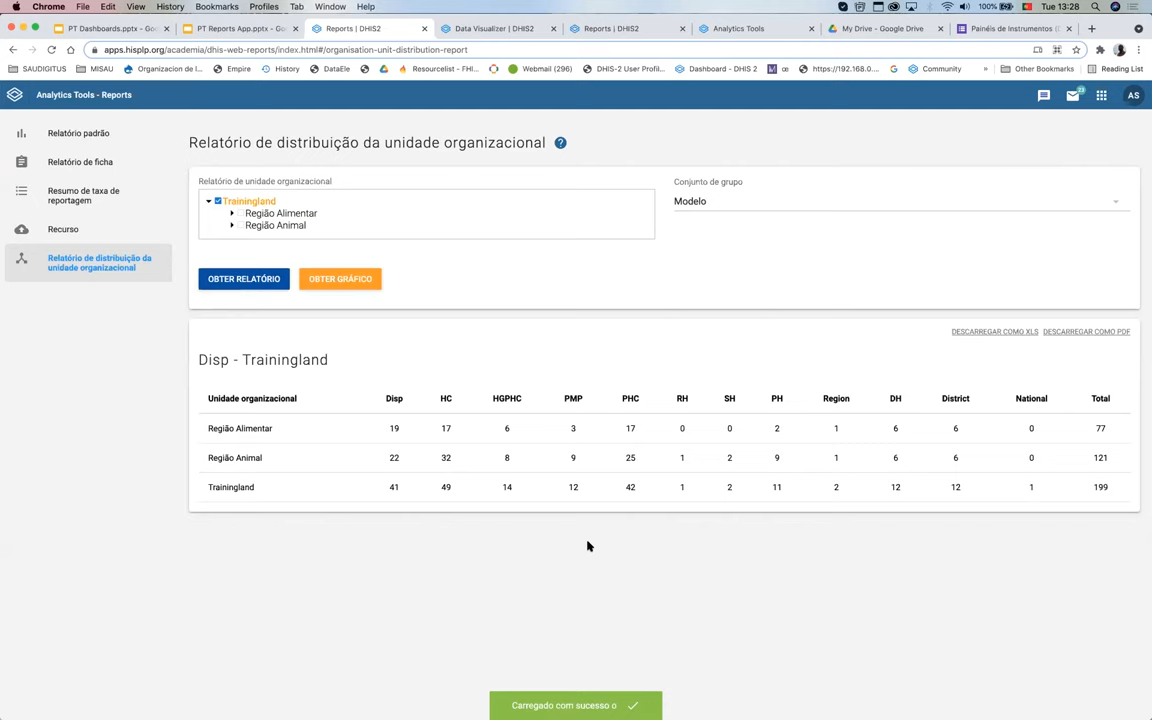 Chrome File Edit View History Bookmarks Profiles Tab Window Help 100% Tue 13:28
PT Dashboards.pptx - Go PT Reports App.pptx - G Reports | DHIS2 Data Visualizer | DHIS2 Reports | DHIS2 Analytics Tools My Drive - Google Drive Painéis de Instrumentos (D
apps.hisplp.org/academia/dhis-web-reports/index.html#/organisation-unit-distribution-report
SAUDIGITUS MISAU Organizacion de I... Empire History DataEle Resourcelist - FHI... Webmail (296) DHIS-2 User Profil... Dashboard - DHIS 2 https://192.168.0.... Community » Other Bookmarks Reading List
Analytics Tools - Reports 23 AS
Relatório padrão
Relatório de ficha
Resumo de taxa de
reportagem
Recurso
Relatório de distribuição da
unidade organizacional
Relatório de distribuição da unidade organizacional ?
Relatório de unidade organizacional
Trainingland
Região Alimentar
Região Animal
Conjunto de grupo
Modelo
OBTER RELATÓRIO OBTER GRÁFICO
DESCARREGAR COMO XLS DESCARREGAR COMO PDF
Disp - Trainingland
Unidade organizacional Disp HC HGPHC PMP PHC RH SH PH Region DH District National Total
Região Alimentar 19 17 6 3 17 0 0 2 1 6 6 0 77
Região Animal 22 32 8 9 25 1 2 9 1 6 6 0 121
Trainingland 41 49 14 12 42 1 2 11 2 12 12 1 199
Carregado com sucesso o